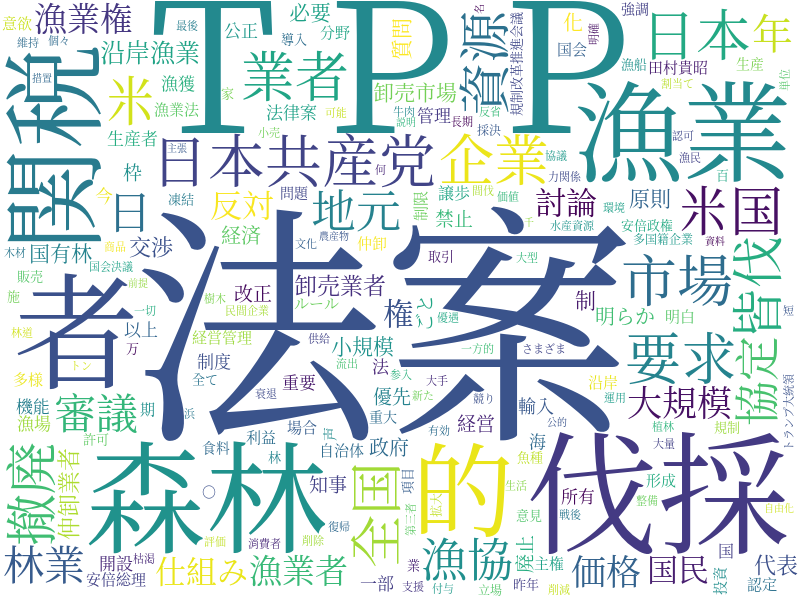 意欲
漁業権
維持
個々
最後
公正
導入
必要
分野
質問
化
国会
強調
名
明確
日本
年
漁船
田村貴昭
生産
割当て
単位
沿岸漁業
漁獲
業者
漁業法
家
卸売市場
資源
規制改革推進会議
TPP
関税
米
生産者
措置
法律案
可能
小売
牛肉
管理
説明
長期
反省
採決
認可
漁業
漁民
百
枠
主張
日本共産党
何
企業
協議
力関係
間伐
価値
今
日
凍結
問題
反対
地元
譲歩
制限
禁止
討論
原則
環境
千
米国
安倍政権
水産資源
多国籍企業
資料
木材
国有林
交渉
商品
農産物
文化
経済
仲卸
取引
大型
販売
国会決議
前提
施
一切
樹木
民間企業
改正
卸売業者
ルール
権
優遇
法案
市場
制
明らか
明白
協定
皆伐
短
林道
万
以上
経営管理
供給
小規模
一方的
さまざま
要求
トン
多様
者
制度
流出
参入
法
全て
衰退
重要
優先
大手
新た
沿岸
機能
期
審議
浜
競り
輸入
公的
運用
大規模
トランプ大統領
漁場
許可
食料
利益
場合
声
重大
自治体
政府
有効
経営
海
植林
大量
規制
撤廃
仲卸業者
森林
林
○
知事
項目
全国
的
魚種
伐採
所有
形成
生活
拡大
意見
整備
戦後
自由化
第三者
復帰
林業
開設
枯渇
評価
消費者
削除
安倍総理
仕組み
漁業者
一部
業
支援
付与
漁協
立場
廃止
主権
昨年
削減
価格
国民
国
投資
代表
認定